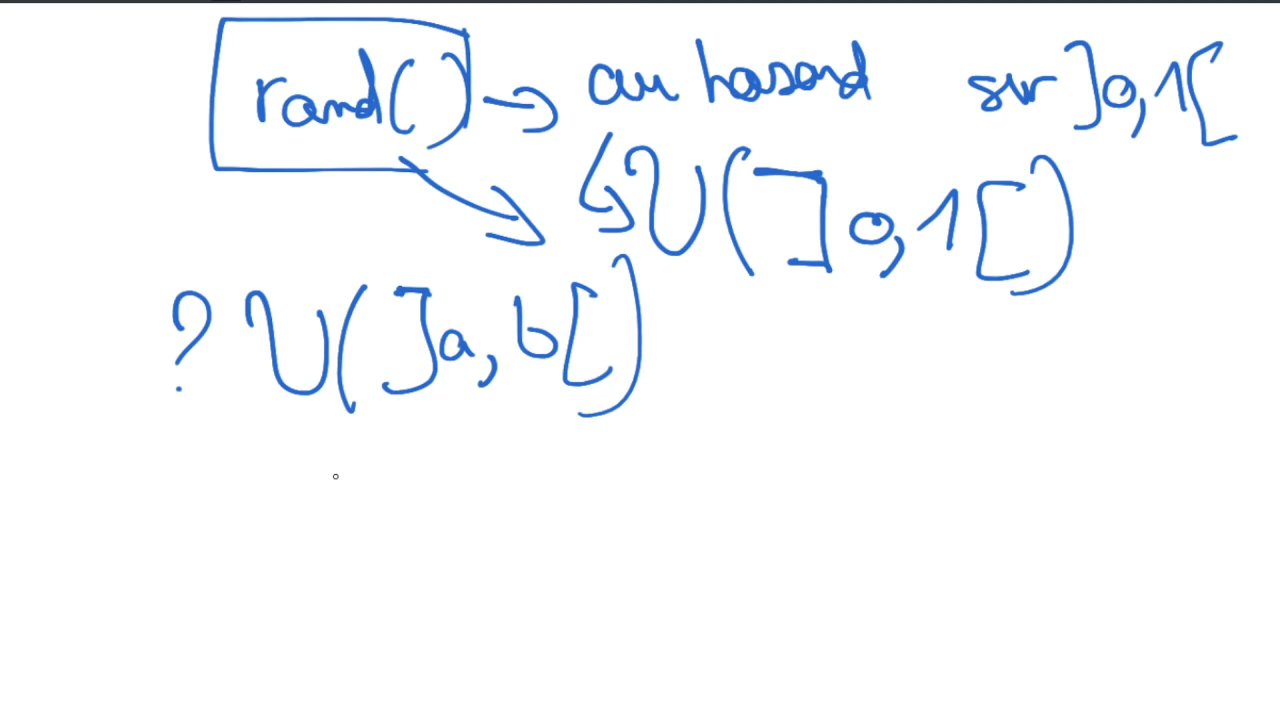 rand() → au hasard sur ]0,1[
↳ U(]0,1[)
? U(]a,b[)